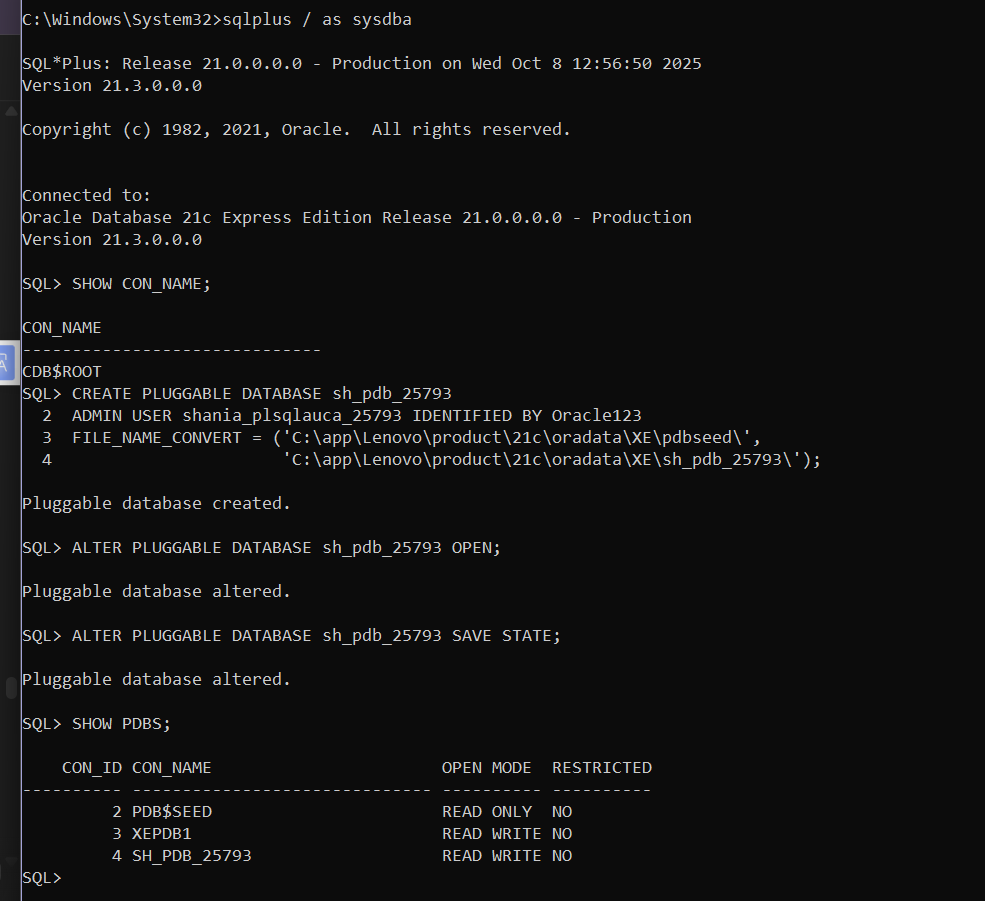 C:\Windows\System32>sqlplus / as sysdba
SQL*Plus: Release 21.0.0.0.0 - Production on Wed Oct 8 12:56:50 2025
Version 21.3.0.0.0
Copyright (c) 1982, 2021, Oracle.  All rights reserved.
Connected to:
Oracle Database 21c Express Edition Release 21.0.0.0.0 - Production
Version 21.3.0.0.0
SQL> SHOW CON_NAME;
CON_NAME
------------------------------
CDB$ROOT
SQL> CREATE PLUGGABLE DATABASE sh_pdb_25793
  2  ADMIN USER shania_plsqlauca_25793 IDENTIFIED BY Oracle123
  3  FILE_NAME_CONVERT = ('C:\app\Lenovo\product\21c\oradata\XE\pdbseed\',
  4                       'C:\app\Lenovo\product\21c\oradata\XE\sh_pdb_25793\');
Pluggable database created.
SQL> ALTER PLUGGABLE DATABASE sh_pdb_25793 OPEN;
Pluggable database altered.
SQL> ALTER PLUGGABLE DATABASE sh_pdb_25793 SAVE STATE;
Pluggable database altered.
SQL> SHOW PDBS;
    CON_ID CON_NAME                       OPEN MODE  RESTRICTED
---------- ------------------------------ ---------- ----------
         2 PDB$SEED                       READ ONLY  NO
         3 XEPDB1                         READ WRITE NO
         4 SH_PDB_25793                   READ WRITE NO
SQL>